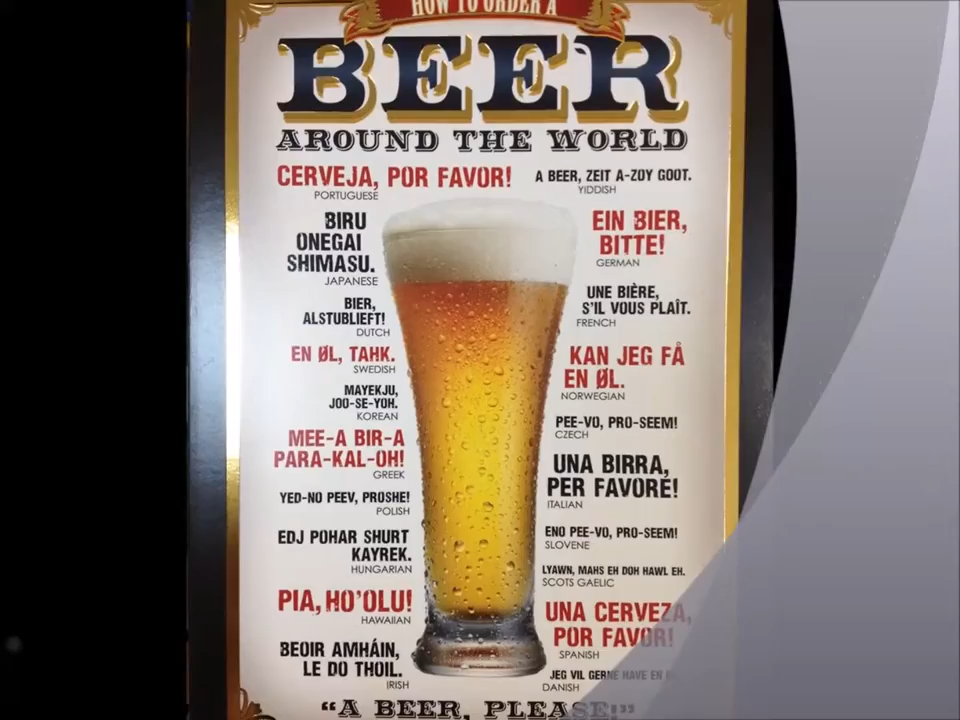 HOW TO ORDER A
BEER
AROUND THE WORLD
CERVEJA, POR FAVOR!
PORTUGUESE
A BEER, ZEIT A-ZOY GOOT.
YIDDISH
BIRU
ONEGAI
SHIMASU.
JAPANESE
EIN BIER,
BITTE!
GERMAN
BIER,
ALSTUBLIEFT!
DUTCH
UNE BIÈRE,
S'IL VOUS PLAÎT.
FRENCH
EN ØL, TAHK.
SWEDISH
KAN JEG FÅ
EN ØL.
NORWEGIAN
MAYEKJU,
JOO-SE-YOH.
KOREAN
PEE-VO, PRO-SEEM!
CZECH
MEE-A BIR-A
PARA-KAL-OH!
GREEK
UNA BIRRA,
PER FAVORE!
ITALIAN
YED-NO PEEV, PROSHE!
POLISH
ENO PEE-VO, PRO-SEEM!
SLOVENE
EDJ POHAR SHURT
KAYREK.
HUNGARIAN
LYAWN, MAHS EH DOH HAWL EH.
SCOTS GAELIC
PIA, HO'OLU!
HAWAIIAN
UNA CERVEZA,
POR FAVOR!
SPANISH
BEOIR AMHÁIN,
LE DO THOIL.
IRISH
JEG VIL GERNE HAVE EN
DANISH
"A BEER, PLEASE!"